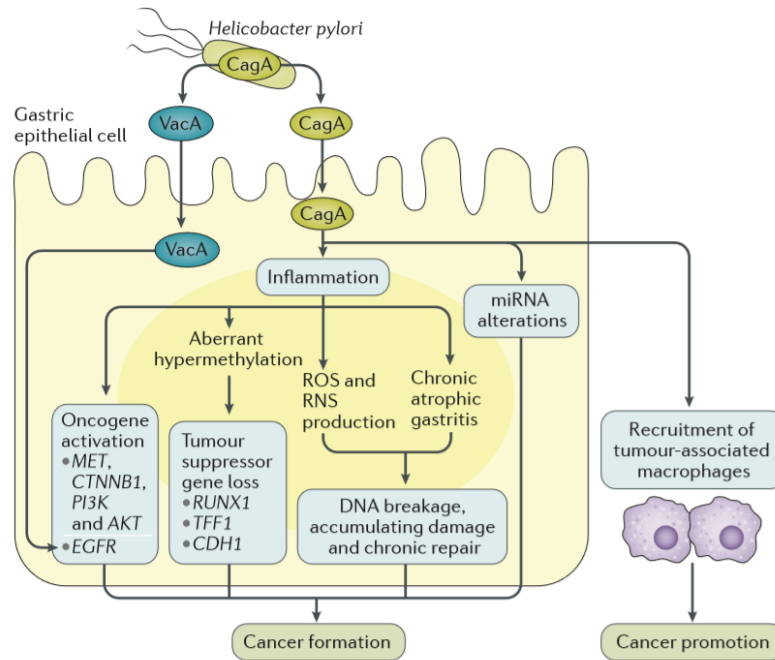 Helicobacter pylori
CagA
Gastric
epithelial cell
VacA
CagA
CagA
VacA
Inflammation
miRNA
alterations
Aberrant
hypermethylation
ROS and
RNS
production
Chronic
atrophic
gastritis
Oncogene
activation
• MET,
CTNNB1,
PI3K
and AKT
• EGFR
Tumour
suppressor
gene loss
• RUNX1
• TFF1
• CDH1
DNA breakage,
accumulating damage
and chronic repair
Recruitment of
tumour-associated
macrophages
Cancer formation
Cancer promotion